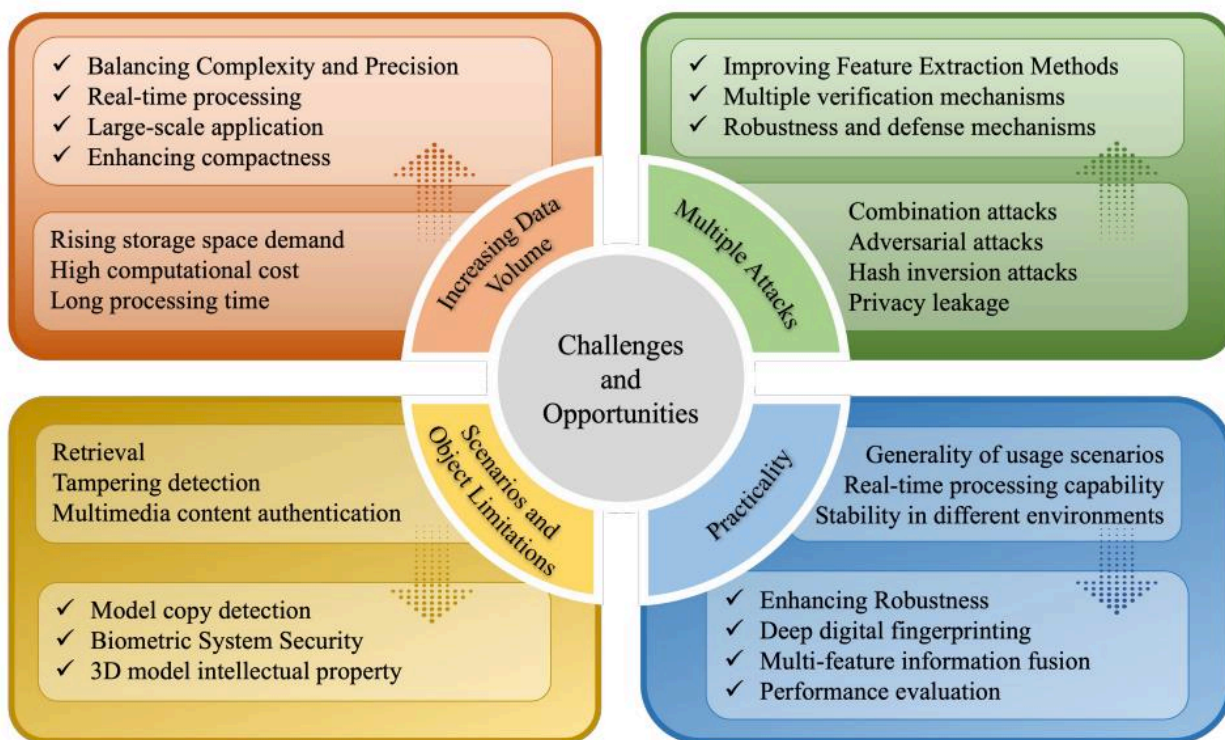 ✓ Balancing Complexity and Precision
✓ Real-time processing
✓ Large-scale application
✓ Enhancing compactness
Rising storage space demand
High computational cost
Long processing time
Increasing Data
Volume
✓ Improving Feature Extraction Methods
✓ Multiple verification mechanisms
✓ Robustness and defense mechanisms
Combination attacks
Adversarial attacks
Hash inversion attacks
Privacy leakage
Multiple Attacks
Challenges
and
Opportunities
Scenarios and
Object Limitations
Retrieval
Tampering detection
Multimedia content authentication
✓ Model copy detection
✓ Biometric System Security
✓ 3D model intellectual property
Practicality
Generality of usage scenarios
Real-time processing capability
Stability in different environments
✓ Enhancing Robustness
✓ Deep digital fingerprinting
✓ Multi-feature information fusion
✓ Performance evaluation